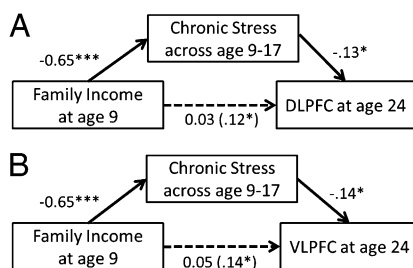 A
Chronic Stress
across age 9-17
-0.65***
-.13*
Family Income
at age 9
DLPFC at age 24
0.03 (.12*)
B
Chronic Stress
across age 9-17
-0.65***
-.14*
Family Income
at age 9
VLPFC at age 24
0.05 (.14*)